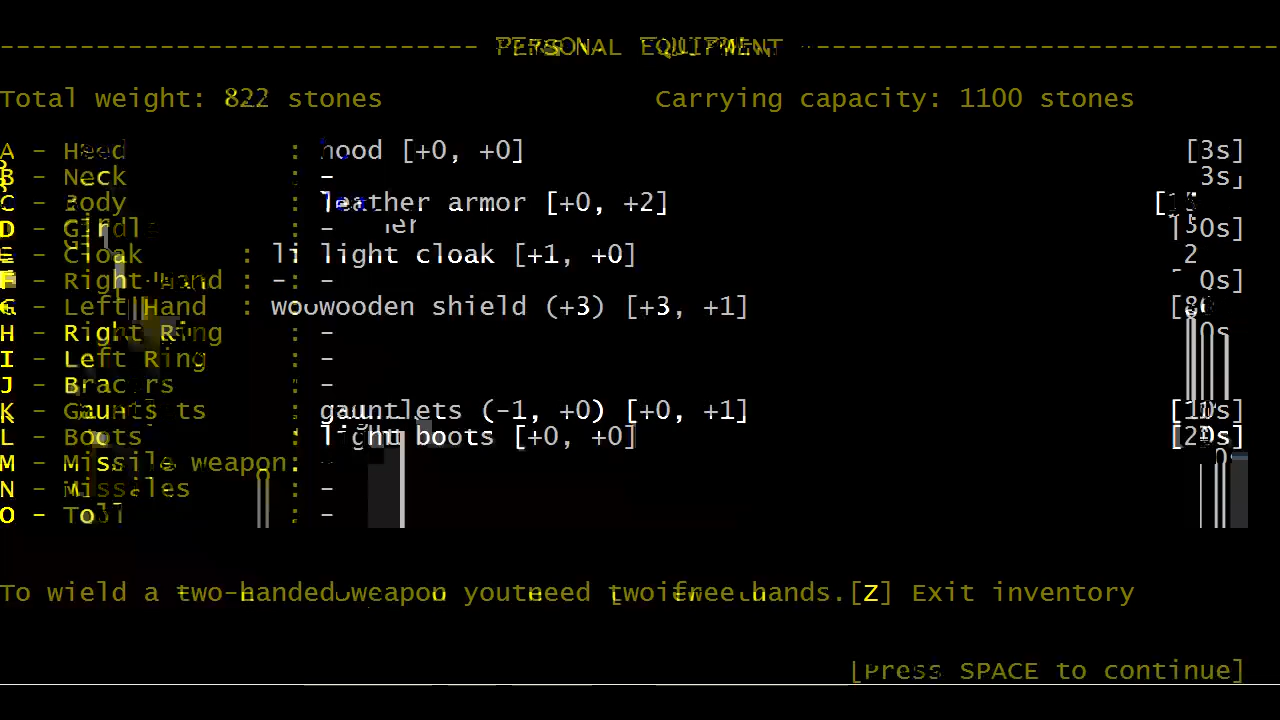 PERSONAL EQUIPMENT
Total weight: 822 stones Carrying capacity: 1100 stones
A - Head : hood [+0, +0] [3s]
B - Neck : -
C - Body : leather armor [+0, +2]
D - Girdle : -
E - Cloak : light cloak [+1, +0]
F - Right Hand : -
G - Left Hand : wooden shield (+3) [+3, +1]
H - Right Ring : -
I - Left Ring : -
J - Bracers : -
K - Gauntlets : gauntlets (-1, +0) [+0, +1] [10s]
L - Boots : light boots [+0, +0] [20s]
M - Missile weapon: -
N - Missiles : -
O - Tool : -
To wield a two-handed weapon you need two free hands. [Z] Exit inventory
[Press SPACE to continue]